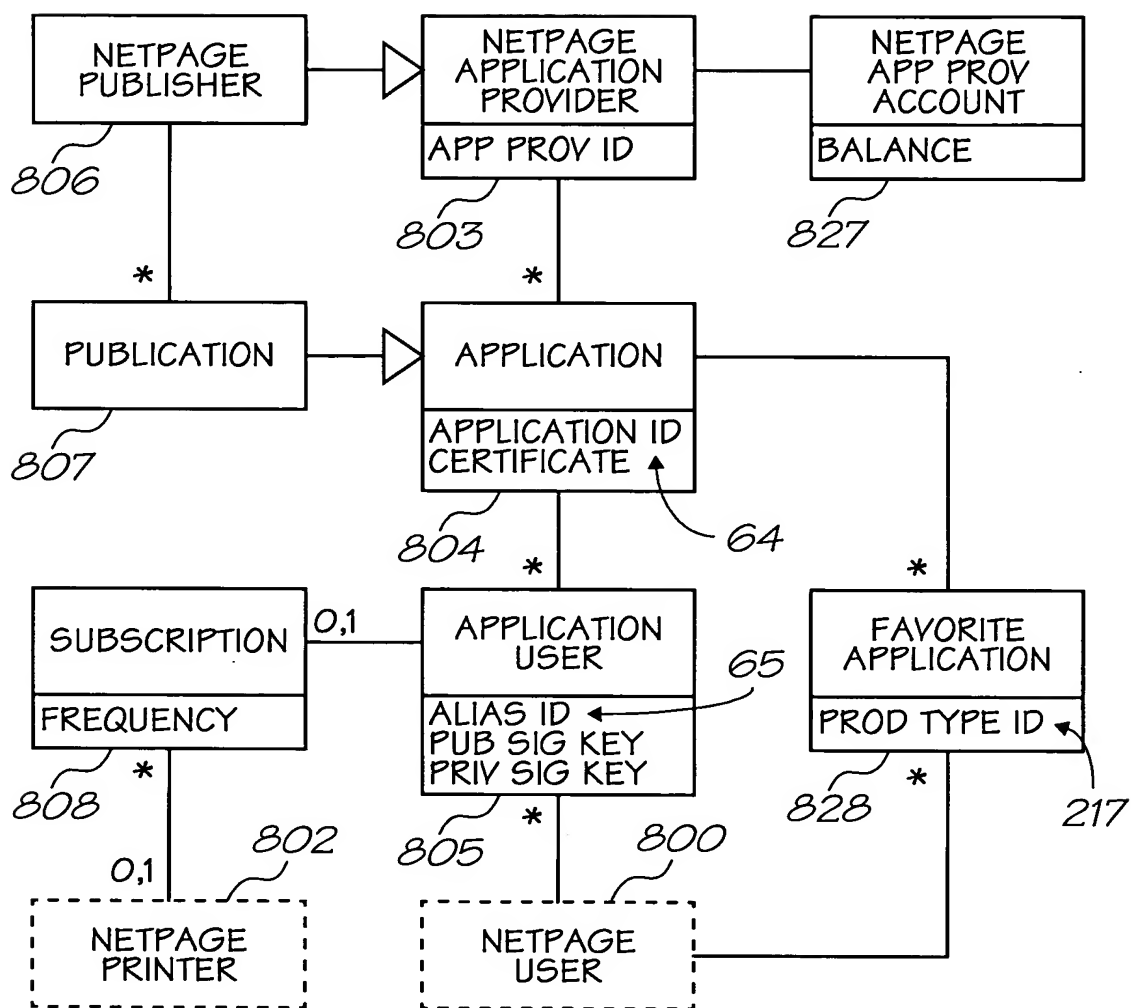 NETPAGE
PUBLISHER
806
NETPAGE
APPLICATION
PROVIDER
APP PROV ID
803
NETPAGE
APP PROV
ACCOUNT
BALANCE
827
*
*
PUBLICATION
807
APPLICATION
APPLICATION ID
CERTIFICATE
804
64
*
*
SUBSCRIPTION
FREQUENCY
808
0,1
APPLICATION
USER
ALIAS ID
PUB SIG KEY
PRIV SIG KEY
805
65
FAVORITE
APPLICATION
PROD TYPE ID
828
217
*
*
*
0,1
802
NETPAGE
PRINTER
800
NETPAGE
USER